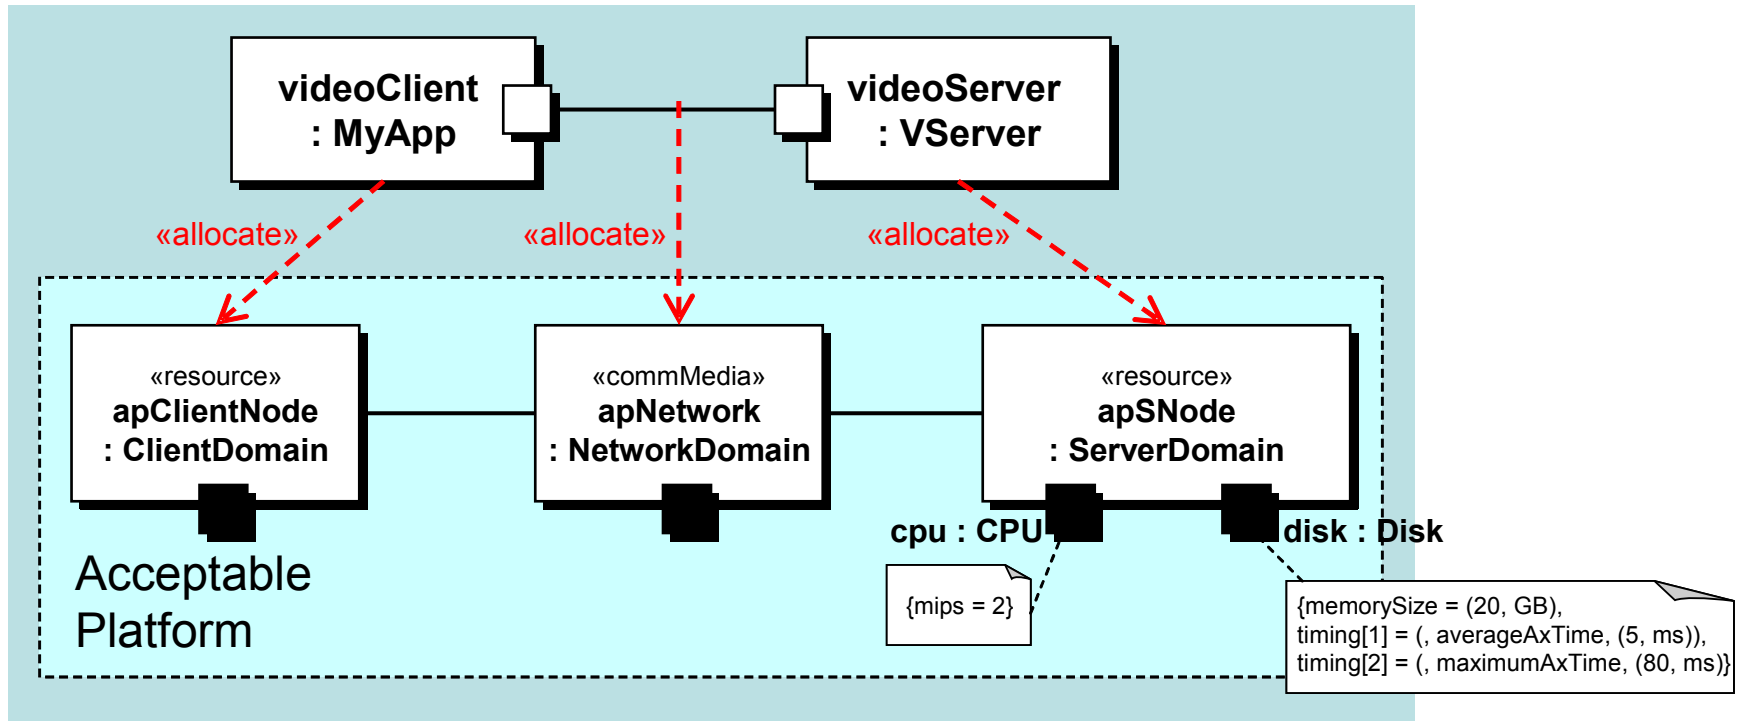 videoClient
: MyApp
videoServer
: VServer
«allocate»
«allocate»
«allocate»
«resource»
apClientNode
: ClientDomain
«commMedia»
apNetwork
: NetworkDomain
«resource»
apSNode
: ServerDomain
cpu : CPU
disk : Disk
Acceptable
Platform
{mips = 2}
{memorySize = (20, GB),
timing[1] = (, averageAxTime, (5, ms)),
timing[2] = (, maximumAxTime, (80, ms)}